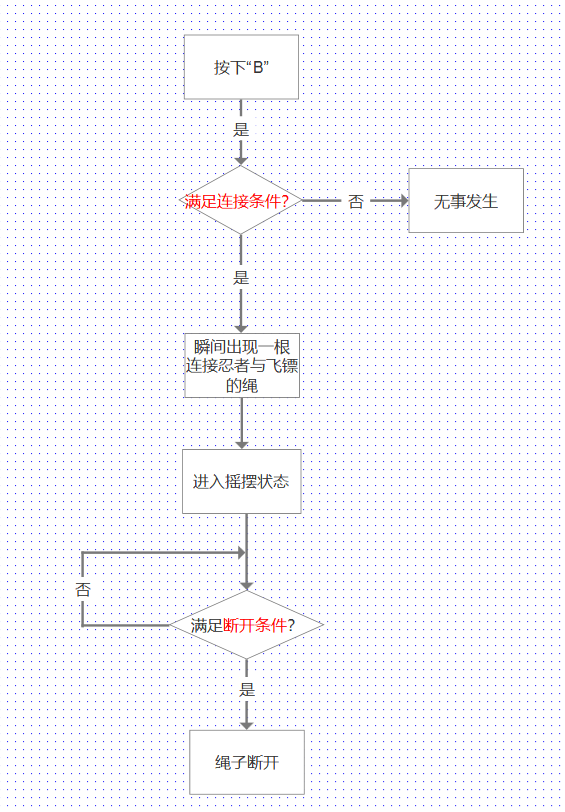 按下“B”
是
满足连接条件？
否
无事发生
是
瞬间出现一根
连接忍者与飞镖
的绳
进入摇摆状态
否
满足断开条件？
是
绳子断开